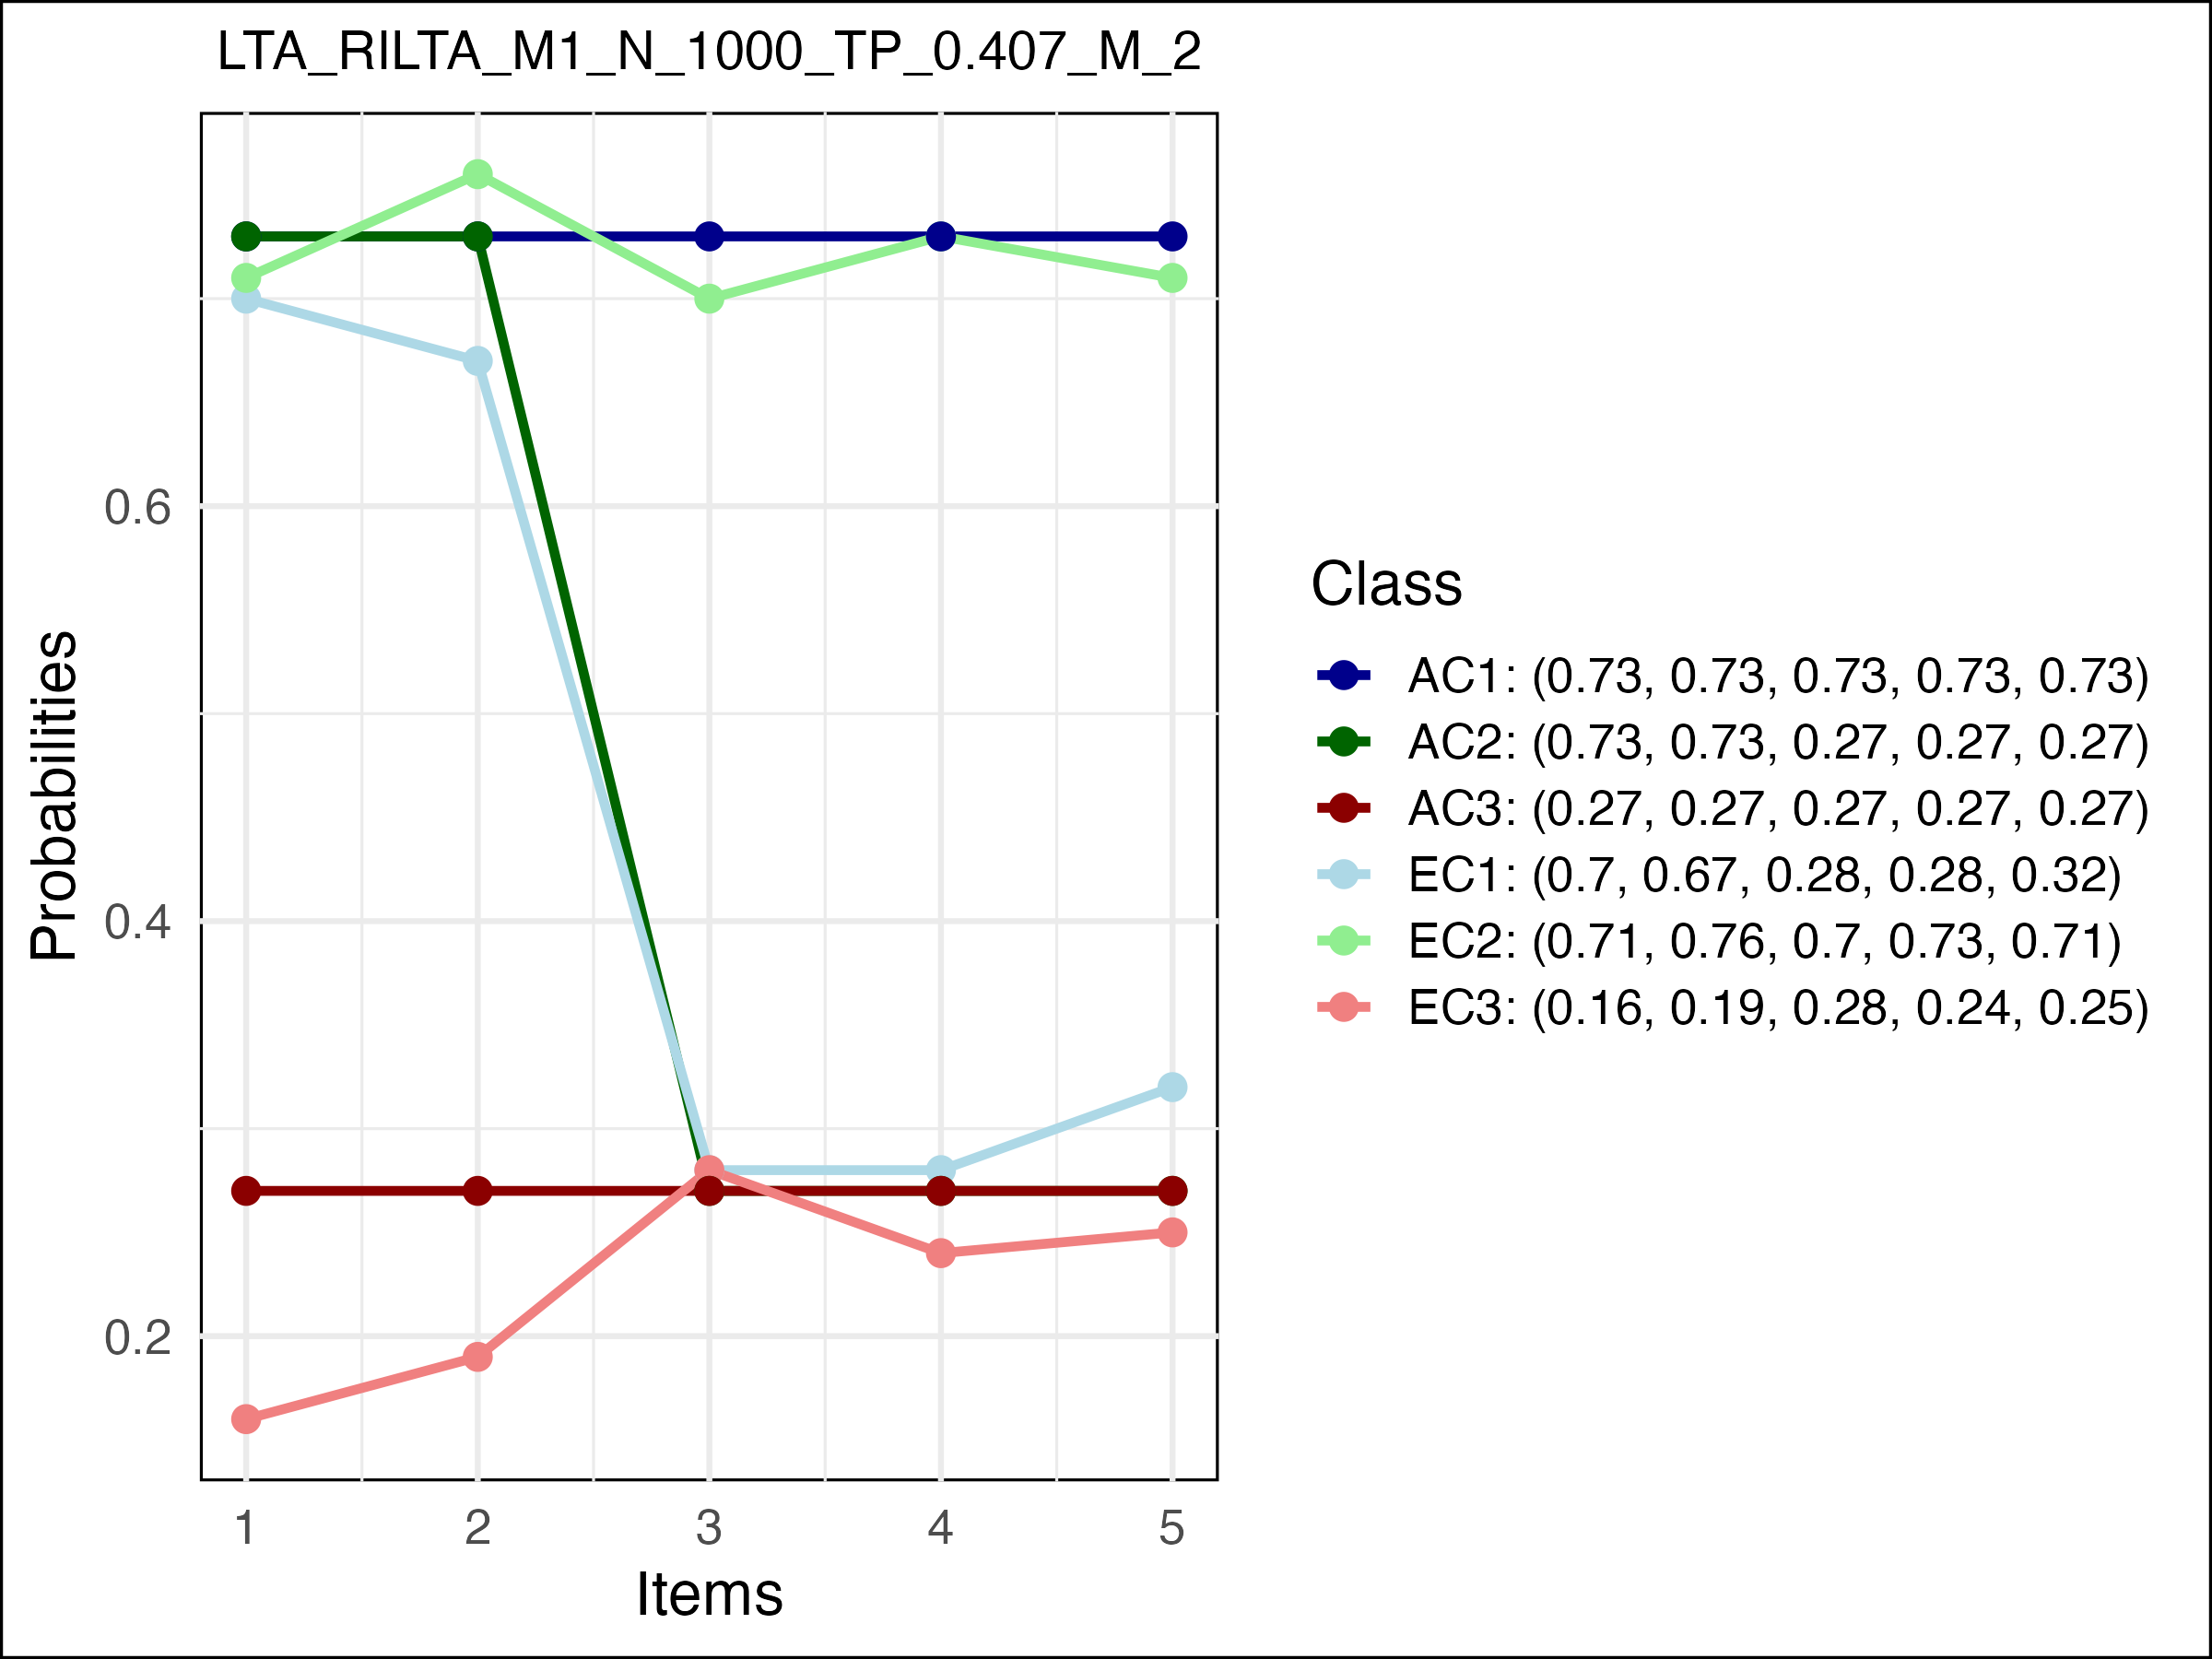 LTA_RILTA_M1_N_1000_TP_0.407_M_2
Probabilities
0.6
0.4
0.2
1 2 3 4 5
Items
Class
AC1: (0.73, 0.73, 0.73, 0.73, 0.73)
AC2: (0.73, 0.73, 0.27, 0.27, 0.27)
AC3: (0.27, 0.27, 0.27, 0.27, 0.27)
EC1: (0.7, 0.67, 0.28, 0.28, 0.32)
EC2: (0.71, 0.76, 0.7, 0.73, 0.71)
EC3: (0.16, 0.19, 0.28, 0.24, 0.25)